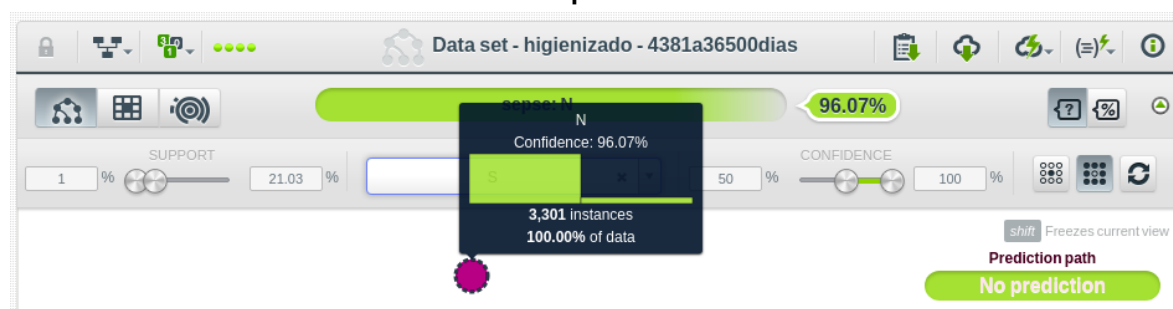 Data set - higienizado - 4381a36500dias
sepse: N
96.07%
N
Confidence: 96.07%
SUPPORT
1 %
21.03 %
S
CONFIDENCE
50 %
100 %
3,301 instances
100.00% of data
shift Freezes current view
Prediction path
No prediction